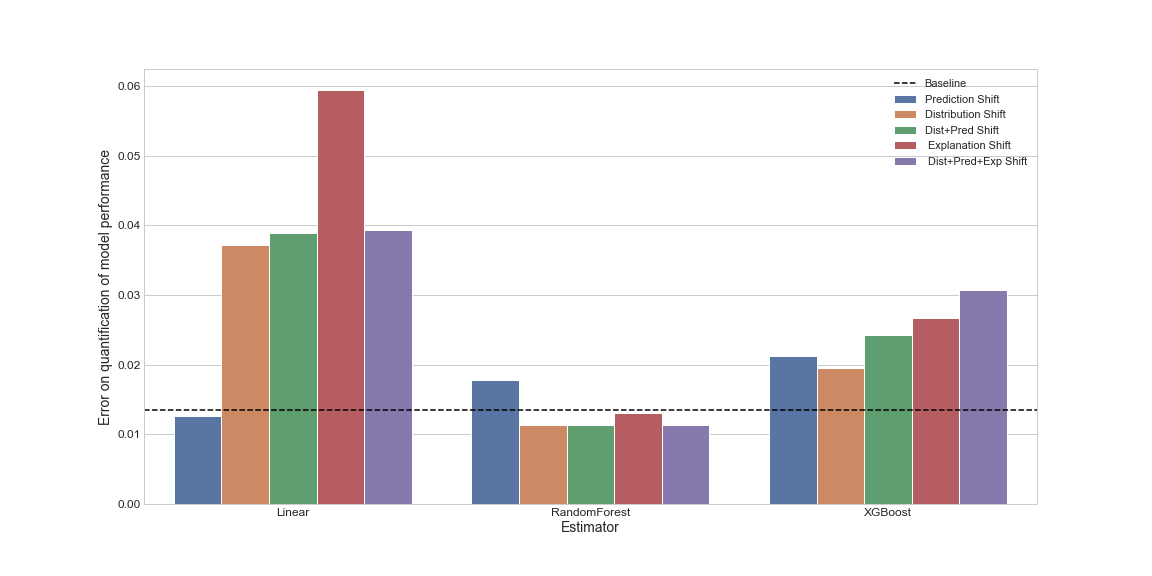 Baseline
Prediction Shift
Distribution Shift
Dist+Pred Shift
Explanation Shift
Dist+Pred+Exp Shift
Error on quantification of model performance
0.06
0.05
0.04
0.03
0.02
0.01
0.00
Linear
RandomForest
XGBoost
Estimator